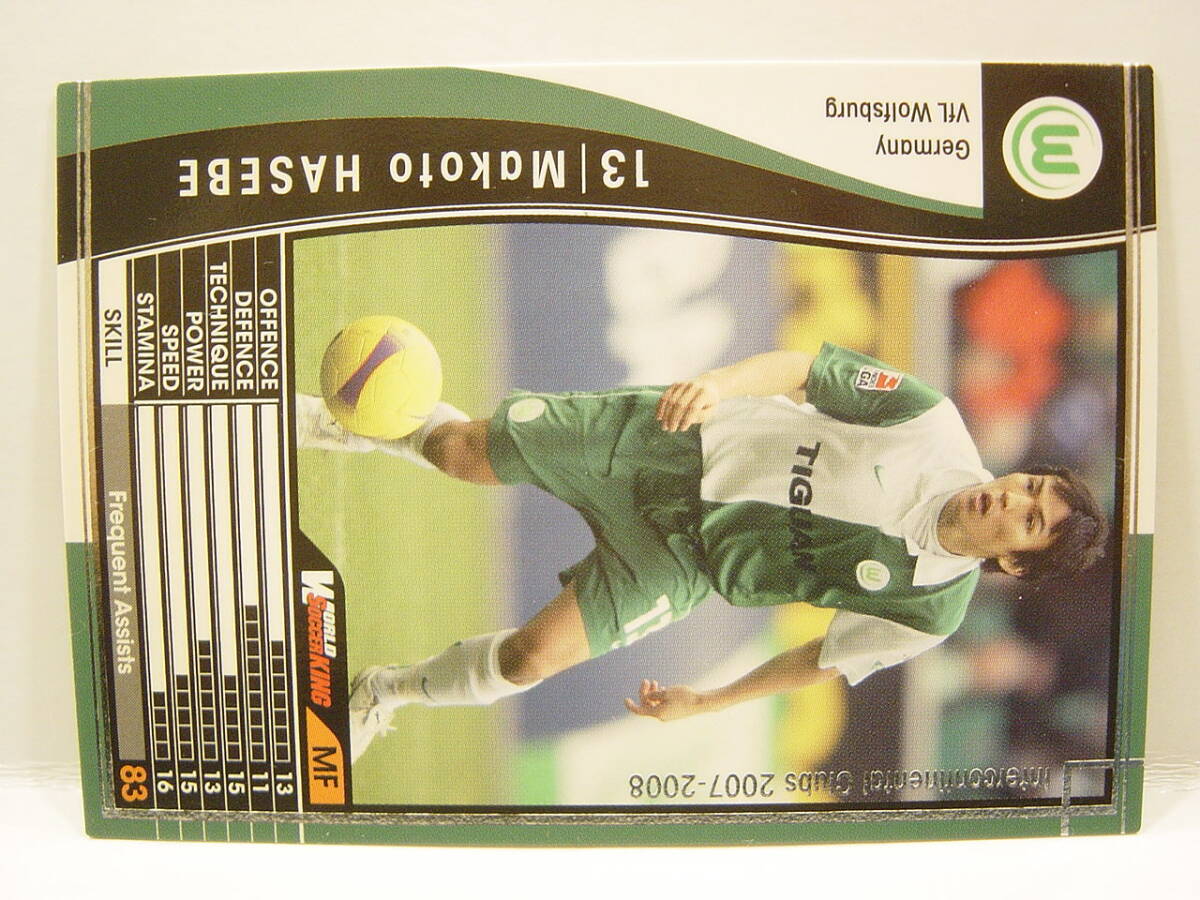 Germany
VfL Wolfsburg
W
13|Makoto HASEBE
Intercontinental Clubs 2007-2008
TIGUAN
W
13
WORLD
SOCCER KING
MF
OFFENCE 13
DEFENCE 11
TECHNIQUE 15
POWER 13
SPEED 15
STAMINA 16
SKILL Frequent Assists 83